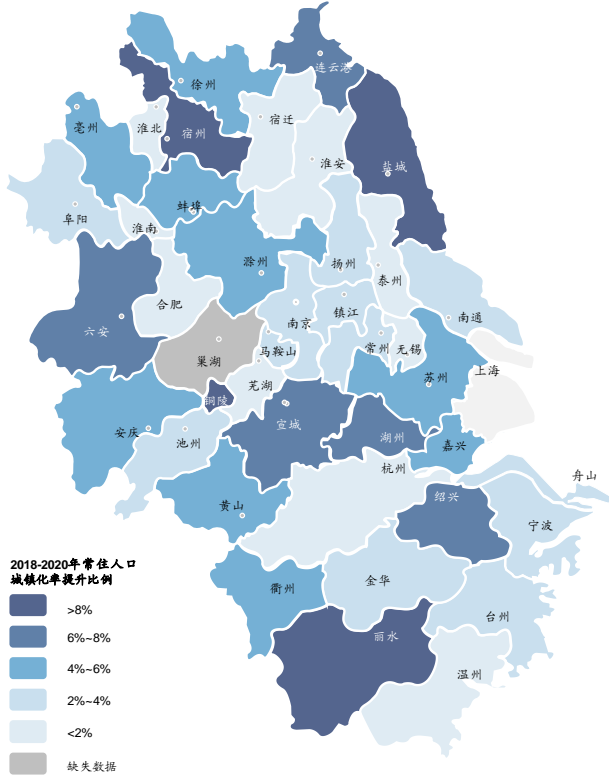 连云港
徐州
亳州
淮北
宿州
宿迁
淮安
盐城
蚌埠
阜阳
淮南
滁州
扬州
泰州
合肥
六安
南京
镇江
南通
巢湖
马鞍山
常州
无锡
上海
芜湖
苏州
铜陵
安庆
池州
宣城
湖州
嘉兴
杭州
舟山
黄山
绍兴
宁波
2018-2020年常住人口
城镇化率提升比例
衢州
金华
台州
>8%
6%~8%
丽水
4%~6%
温州
2%~4%
<2%
缺失数据